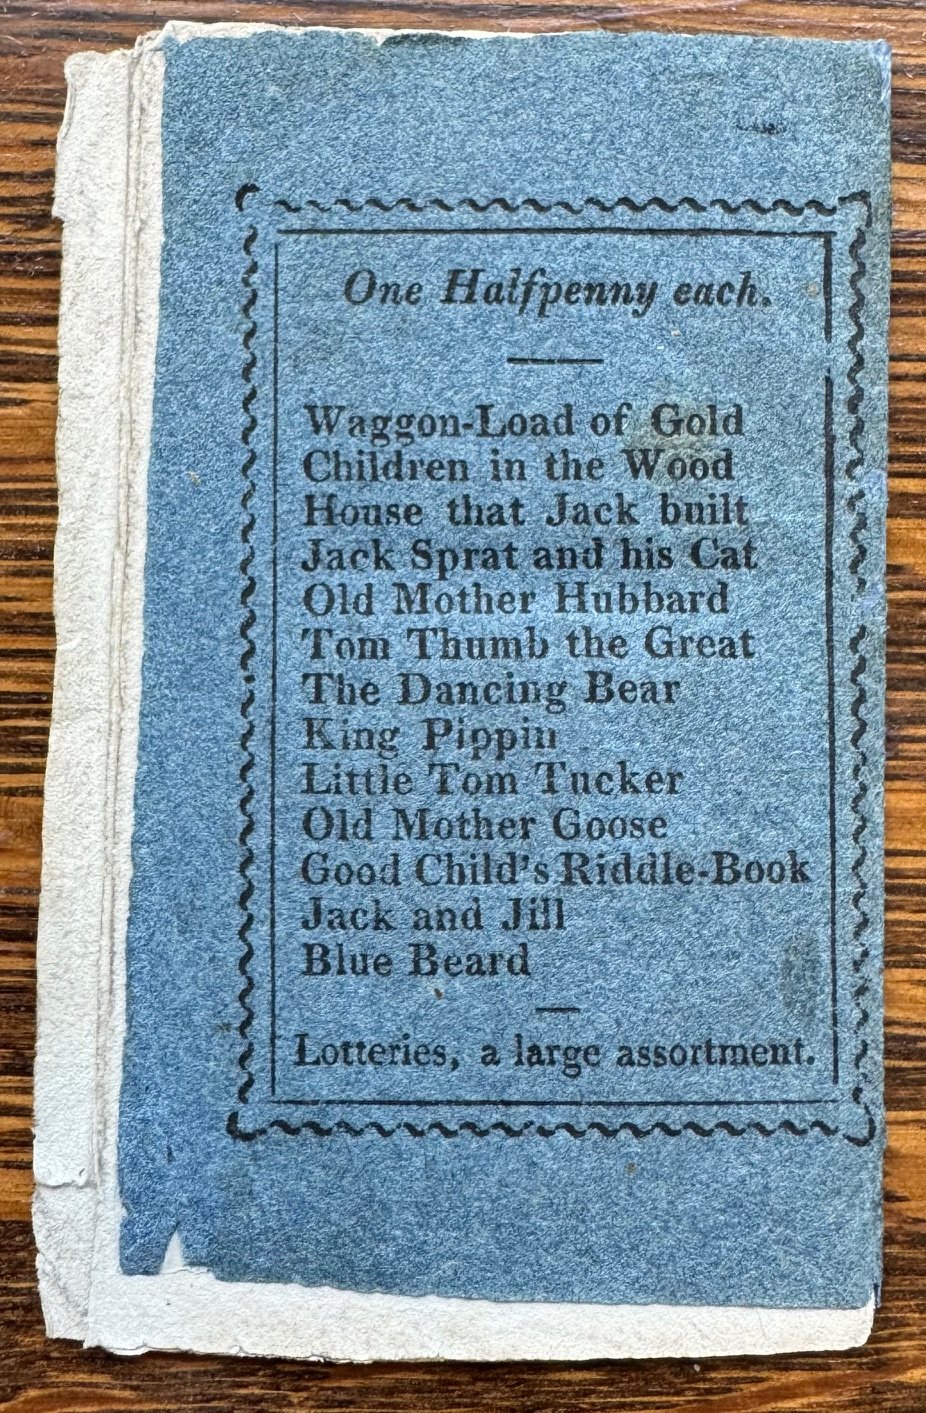 One Halfpenny each.
Waggon-Load of Gold
Children in the Wood
House that Jack built
Jack Sprat and his Cat
Old Mother Hubbard
Tom Thumb the Great
The Dancing Bear
King Pippin
Little Tom Tucker
Old Mother Goose
Good Child's Riddle-Book
Jack and Jill
Blue Beard
Lotteries, a large assortment.